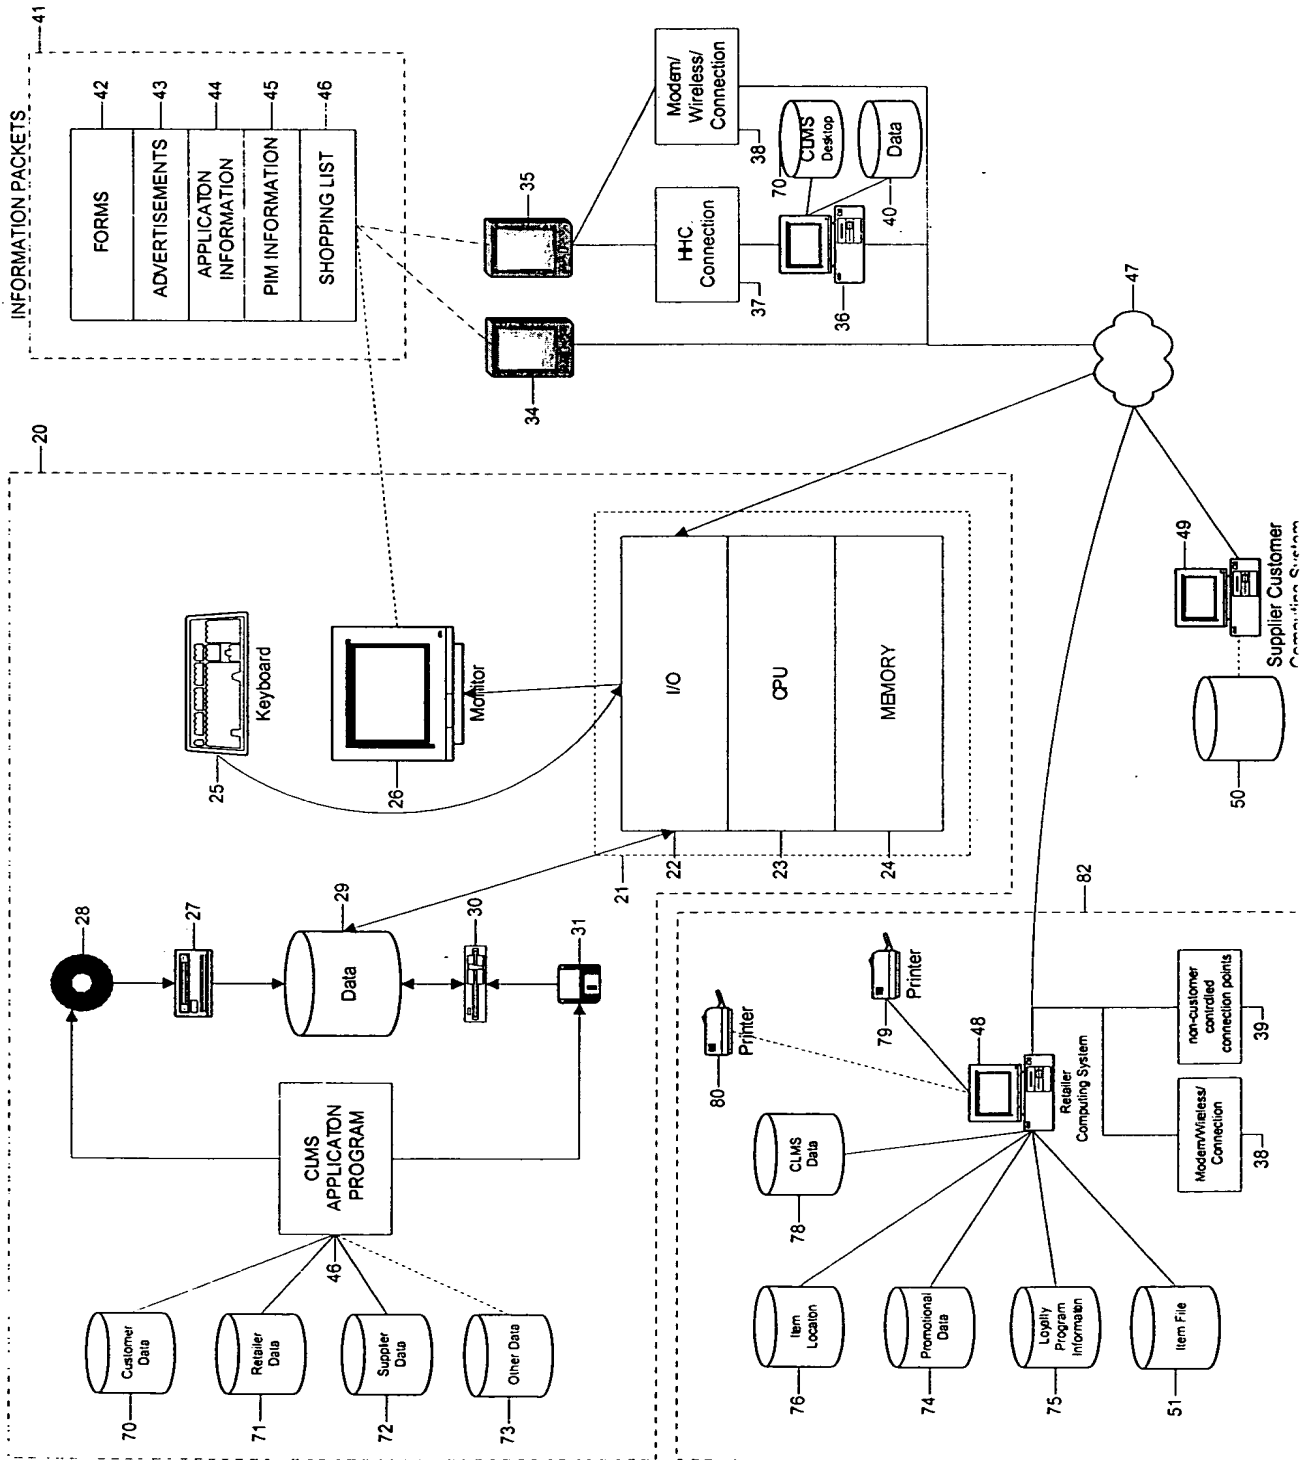 INFORMATION PACKETS
41
FORMS
42
ADVERTISEMENTS
43
APPLICATON
INFORMATION
44
PIM INFORMATION
45
SHOPPING LIST
46
35
34
Modem/
Wireless/
Connection
38
HHC
Connection
37
CLMS
Desktop
70
Data
40
36
47
20
Keyboard
25
Monitor
26
I/O
22
CPU
23
MEMORY
24
21
28
27
Data
29
30
31
CLMS
APPLICATON
PROGRAM
46
Customer
Data
70
Retailer
Data
71
Supplier
Data
72
Other Data
73
49
Supplier Customer
Computing System
50
82
Printer
80
Printer
79
48
Retailer
Computing System
CLMS
Data
78
Item
Locaton
76
Promotional
Data
74
Loyally
Program
Informaton
75
Item File
51
non-customer
controlled
connection points
39
Modem/Wireless/
Connection
38